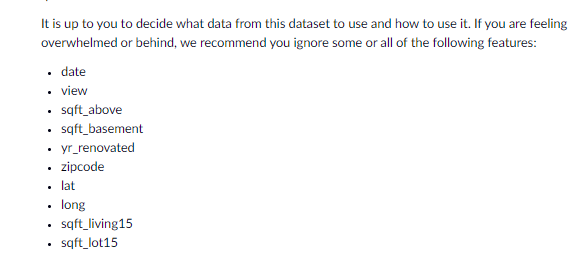 It is up to you to decide what data from this dataset to use and how to use it. If you are feeling
overwhelmed or behind, we recommend you ignore some or all of the following features:
• date
• view
• sqft_above
• sqft_basement
• yr_renovated
• zipcode
• lat
• long
• sqft_living15
• sqft_lot15